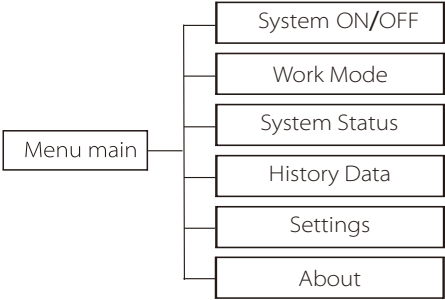 System ON/OFF
Work Mode
System Status
Menu main
History Data
Settings
About